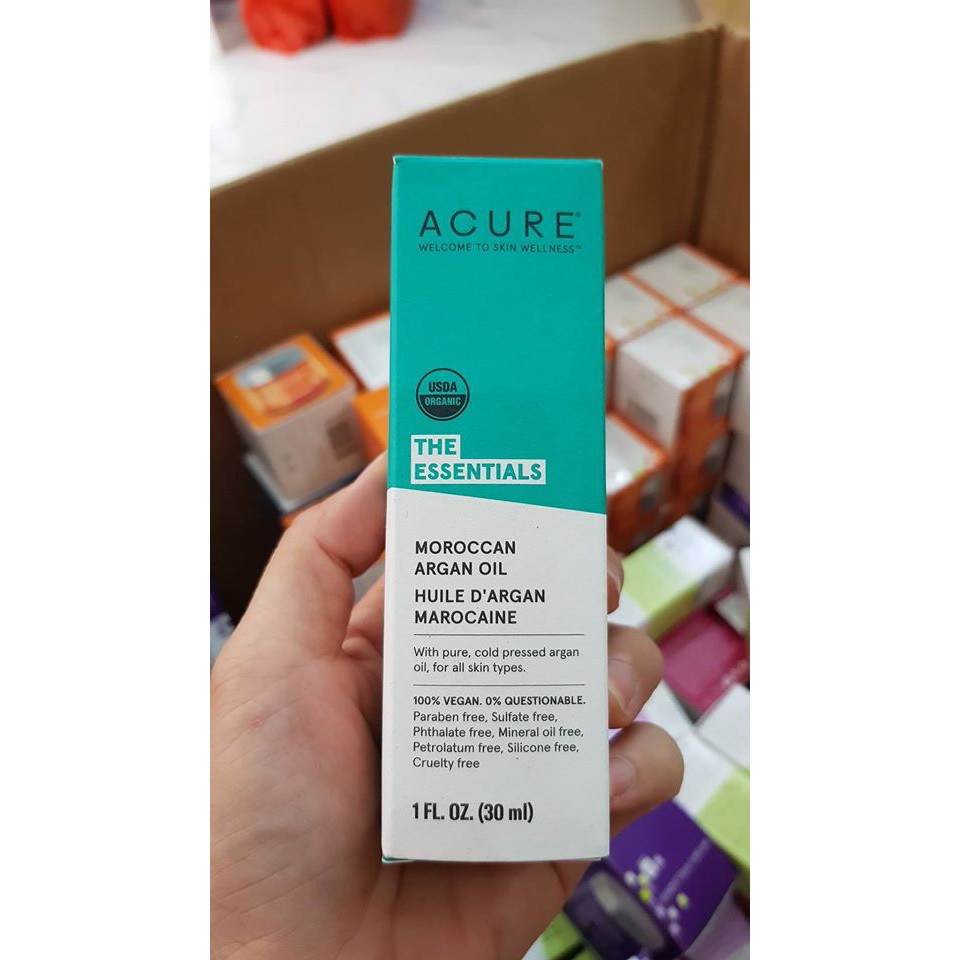 ACURE®
WELCOME TO SKIN WELLNESS™
USDA
ORGANIC
THE
ESSENTIALS
MOROCCAN
ARGAN OIL
HUILE D'ARGAN
MAROCAINE
With pure, cold pressed argan
oil, for all skin types.
100% VEGAN. 0% QUESTIONABLE.
Paraben free, Sulfate free,
Phthalate free, Mineral oil free,
Petrolatum free, Silicone free,
Cruelty free
1 FL. OZ. (30 ml)